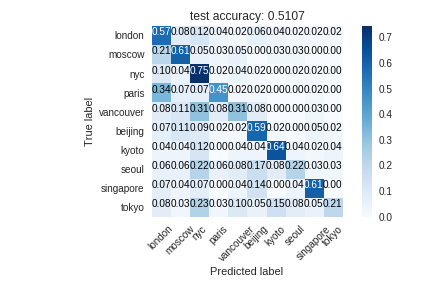 test accuracy: 0.5107
london 0.57 0.08 0.12 0.04 0.02 0.06 0.04 0.02 0.02 0.02
moscow 0.21 0.61 0.05 0.03 0.05 0.00 0.03 0.03 0.00 0.00
nyc 0.10 0.04 0.75 0.02 0.04 0.02 0.00 0.02 0.00 0.02
paris 0.34 0.07 0.07 0.45 0.02 0.02 0.00 0.00 0.02 0.00
vancouver 0.08 0.11 0.31 0.08 0.31 0.08 0.00 0.00 0.03 0.00
beijing 0.07 0.11 0.09 0.02 0.02 0.59 0.02 0.00 0.05 0.02
kyoto 0.04 0.04 0.12 0.00 0.04 0.04 0.64 0.04 0.02 0.04
seoul 0.06 0.06 0.22 0.06 0.08 0.17 0.08 0.22 0.03 0.03
singapore 0.07 0.04 0.07 0.00 0.04 0.14 0.00 0.04 0.61 0.00
tokyo 0.08 0.03 0.23 0.03 0.10 0.05 0.15 0.08 0.05 0.21
True label
london moscow nyc paris vancouver beijing kyoto seoul singapore tokyo
Predicted label
0.7
0.6
0.5
0.4
0.3
0.2
0.1
0.0